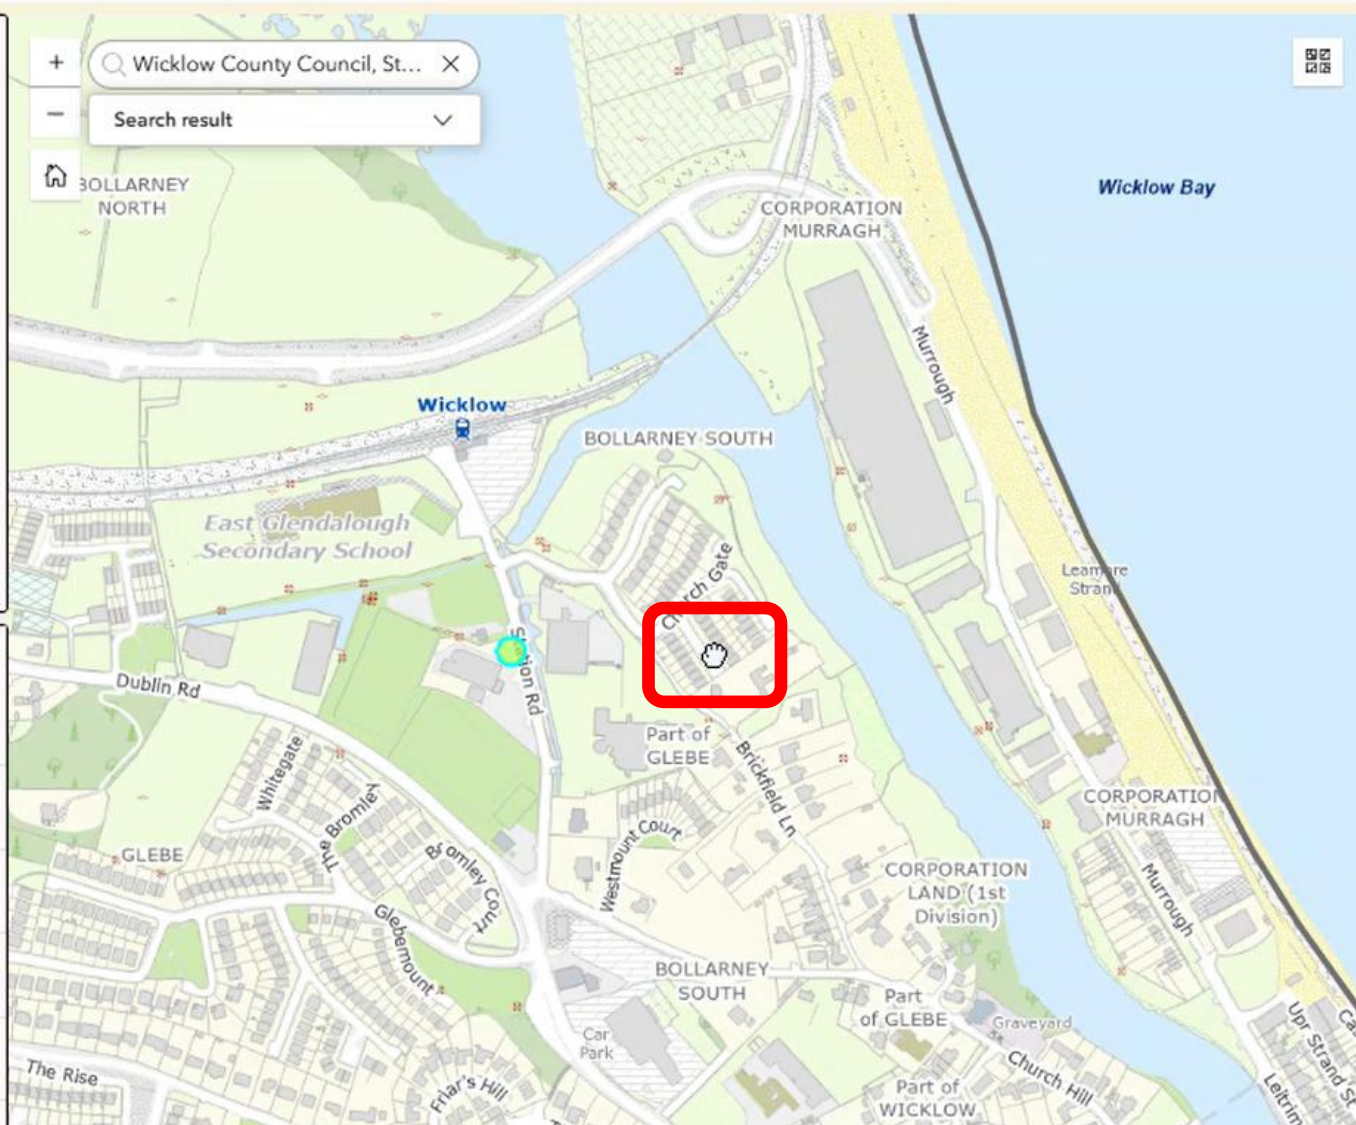 +
Wicklow County Council, St...
−
Search result
BOLLARNEY
NORTH
Wicklow Bay
CORPORATION
MURRAGH
Murrough
Wicklow
BOLLARNEY SOUTH
East Glendalough
Secondary School
Church Gate
Leamore
Strand
Station Rd
Dublin Rd
Part of
GLEBE
Brickfield Ln
Whitegate
The Bromley
Westmount Court
CORPORATION
MURRAGH
GLEBE
Bromley Court
CORPORATION
LAND (1st
Division)
Murrough
Glebemount
BOLLARNEY
SOUTH
Part
of GLEBE
Graveyard
Car
Park
Upr Strand St
Church Hill
The Rise
Friar's Hill
Part of
WICKLOW
Leitrim